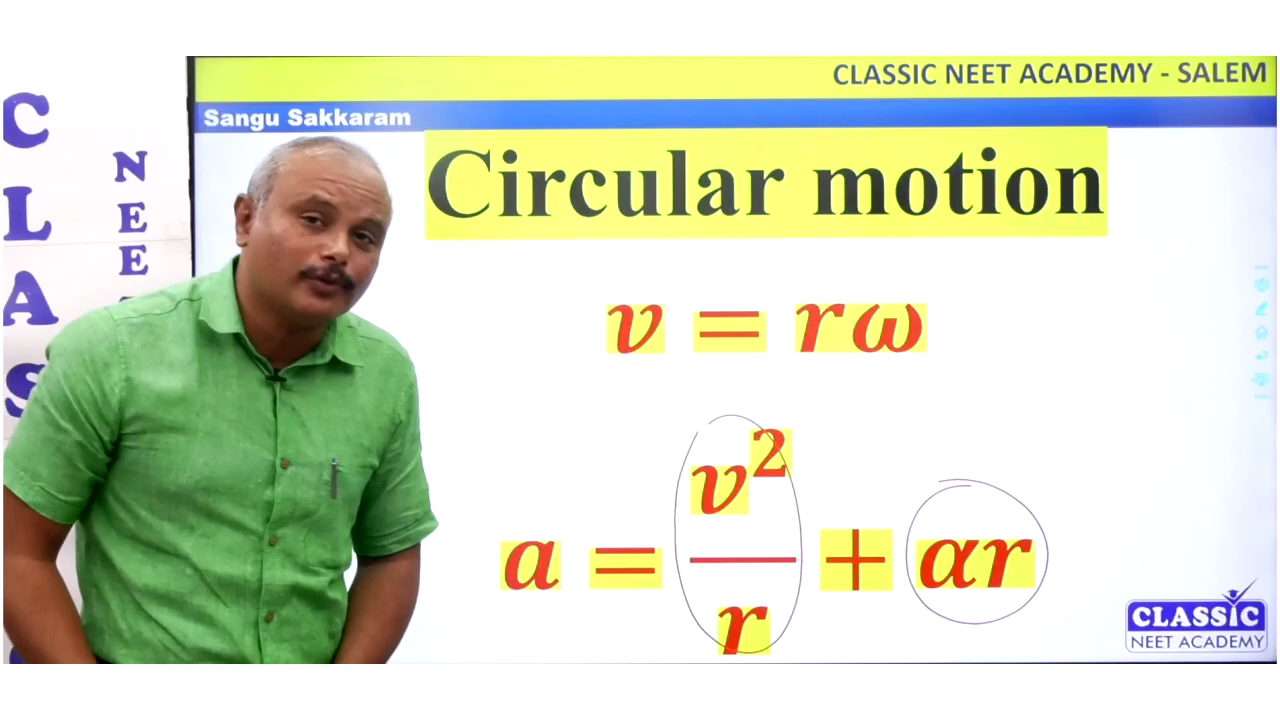 CLASSIC NEET ACADEMY - SALEM
Sangu Sakkaram
C
L
A
S
N
E
E
Circular motion
v = rω
a = v²/r + αr
CLASSIC
NEET ACADEMY